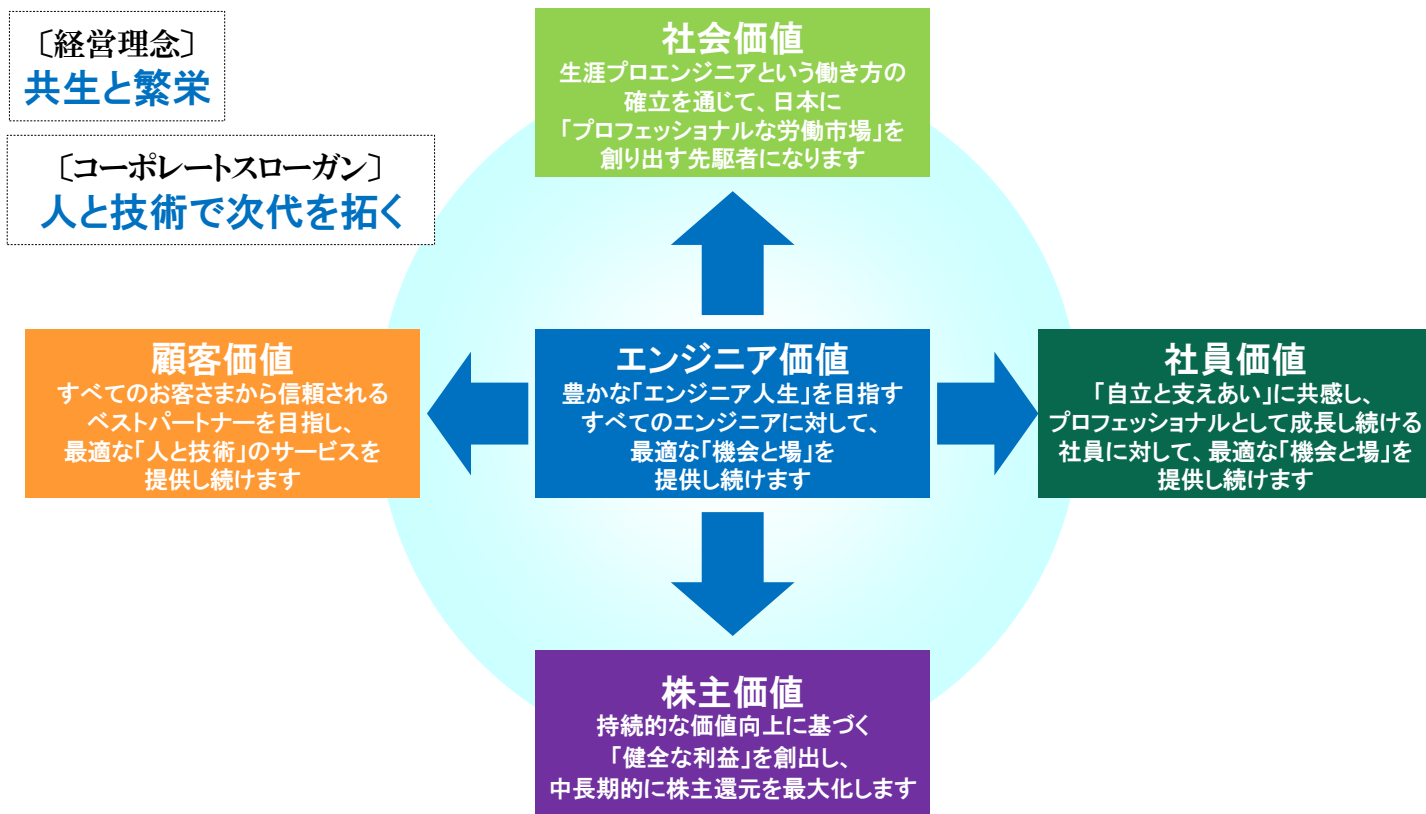 〔経営理念〕
共生と繁栄
〔コーポレートスローガン〕
人と技術で次代を拓く
社会価値
生涯プロエンジニアという働き方の
確立を通じて、日本に
「プロフェッショナルな労働市場」を
創り出す先駆者になります
顧客価値
すべてのお客さまから信頼される
ベストパートナーを目指し、
最適な「人と技術」のサービスを
提供し続けます
エンジニア価値
豊かな「エンジニア人生」を目指す
すべてのエンジニアに対して、
最適な「機会と場」を
提供し続けます
社員価値
「自立と支えあい」に共感し、
プロフェッショナルとして成長し続ける
社員に対して、最適な「機会と場」を
提供し続けます
株主価値
持続的な価値向上に基づく
「健全な利益」を創出し、
中長期的に株主還元を最大化します